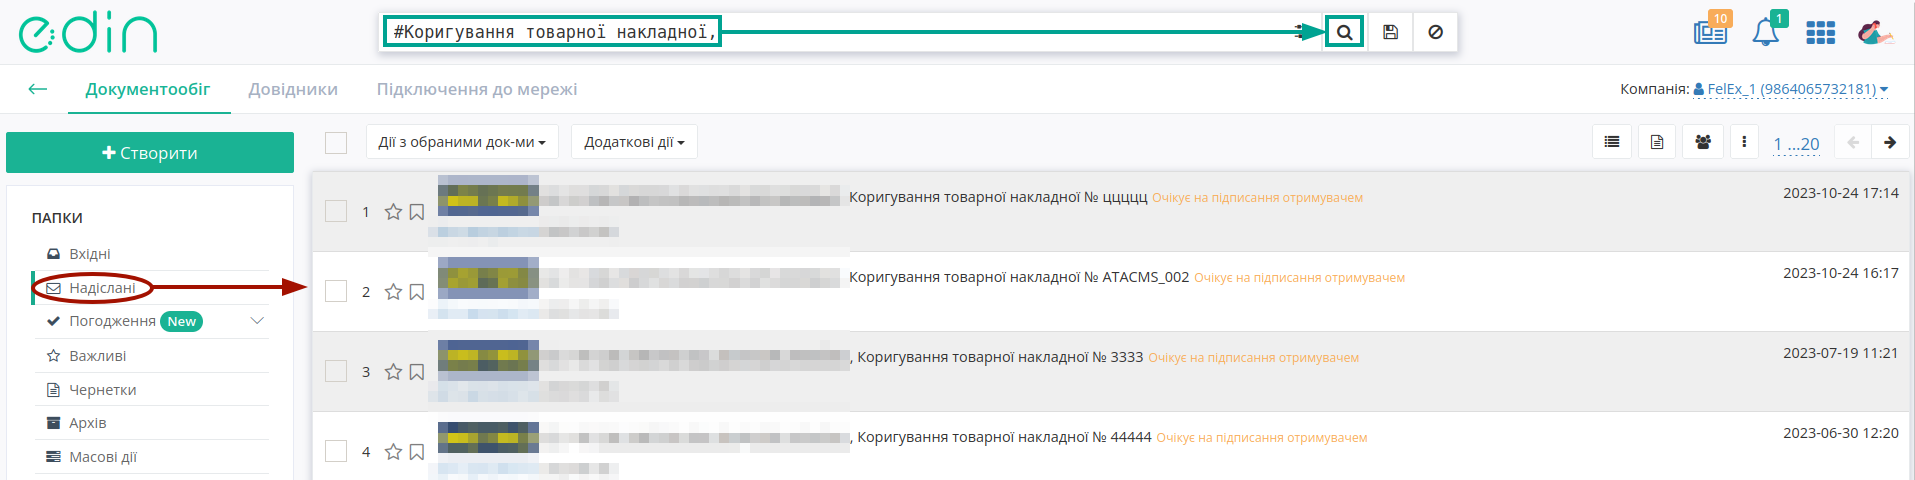 edin
#Коригування товарної накладної,
10
1
Документообіг
Довідники
Підключення до мережі
Компанія: FelEx_1 (9864065732181)
+ Створити
Дії з обраними док-ми
Додаткові дії
1 ...20
ПАПКИ
Вхідні
Надіслані
Погодження New
Важливі
Чернетки
Архів
Масові дії
1 Коригування товарної накладної № ццццц Очікує на підписання отримувачем 2023-10-24 17:14
2 Коригування товарної накладної № ATACMS_002 Очікує на підписання отримувачем 2023-10-24 16:17
3 , Коригування товарної накладної № 3333 Очікує на підписання отримувачем 2023-07-19 11:21
4 , Коригування товарної накладної № 44444 Очікує на підписання отримувачем 2023-06-30 12:20